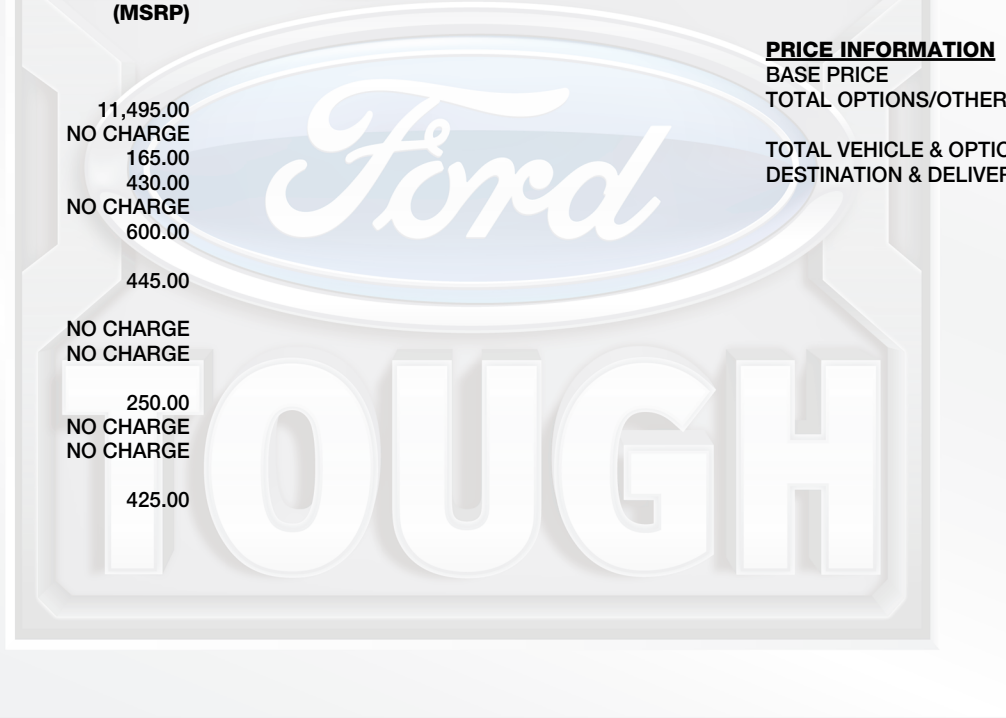 (MSRP)
11,495.00
NO CHARGE
165.00
430.00
NO CHARGE
600.00
445.00
NO CHARGE
NO CHARGE
250.00
NO CHARGE
NO CHARGE
425.00
PRICE INFORMATION
BASE PRICE
TOTAL OPTIONS/OTHER
TOTAL VEHICLE & OPTIO
DESTINATION & DELIVER
Ford
TOUGH